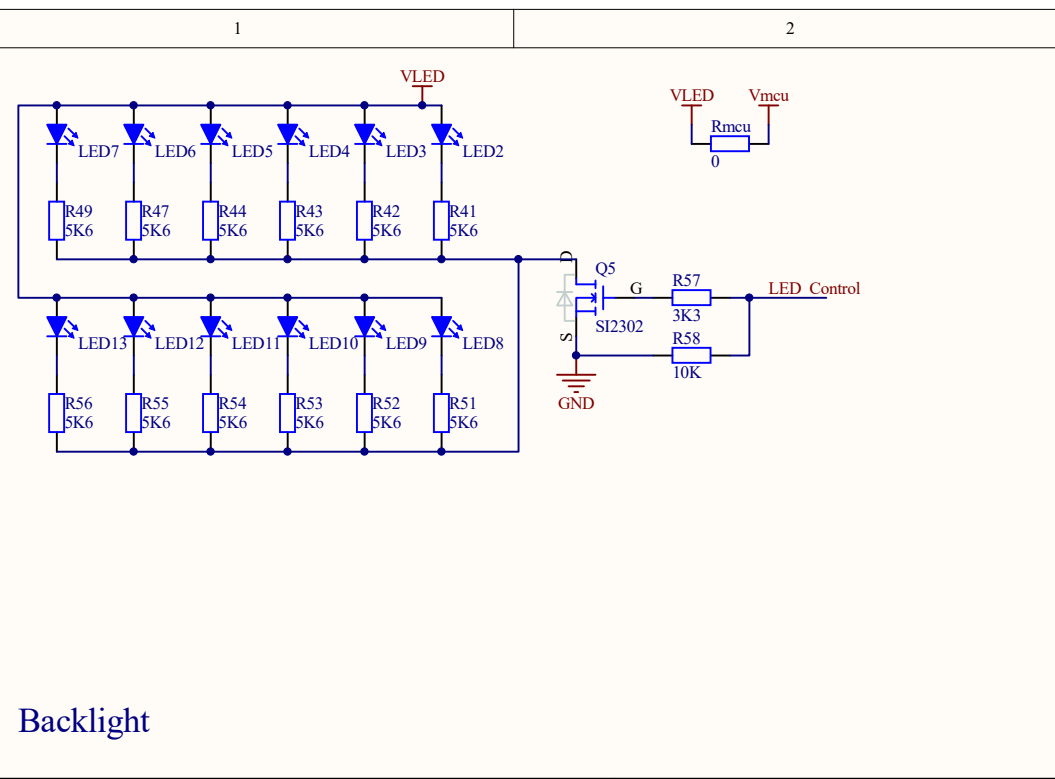 1 2
VLED
VLED Vmcu
Rmcu
0
LED7 LED6 LED5 LED4 LED3 LED2
R49 R47 R44 R43 R42 R41
5K6 5K6 5K6 5K6 5K6 5K6
D
Q5
G
SI2302
S
R57
3K3
LED Control
R58
10K
GND
LED13 LED12 LED11 LED10 LED9 LED8
R56 R55 R54 R53 R52 R51
5K6 5K6 5K6 5K6 5K6 5K6
Backlight